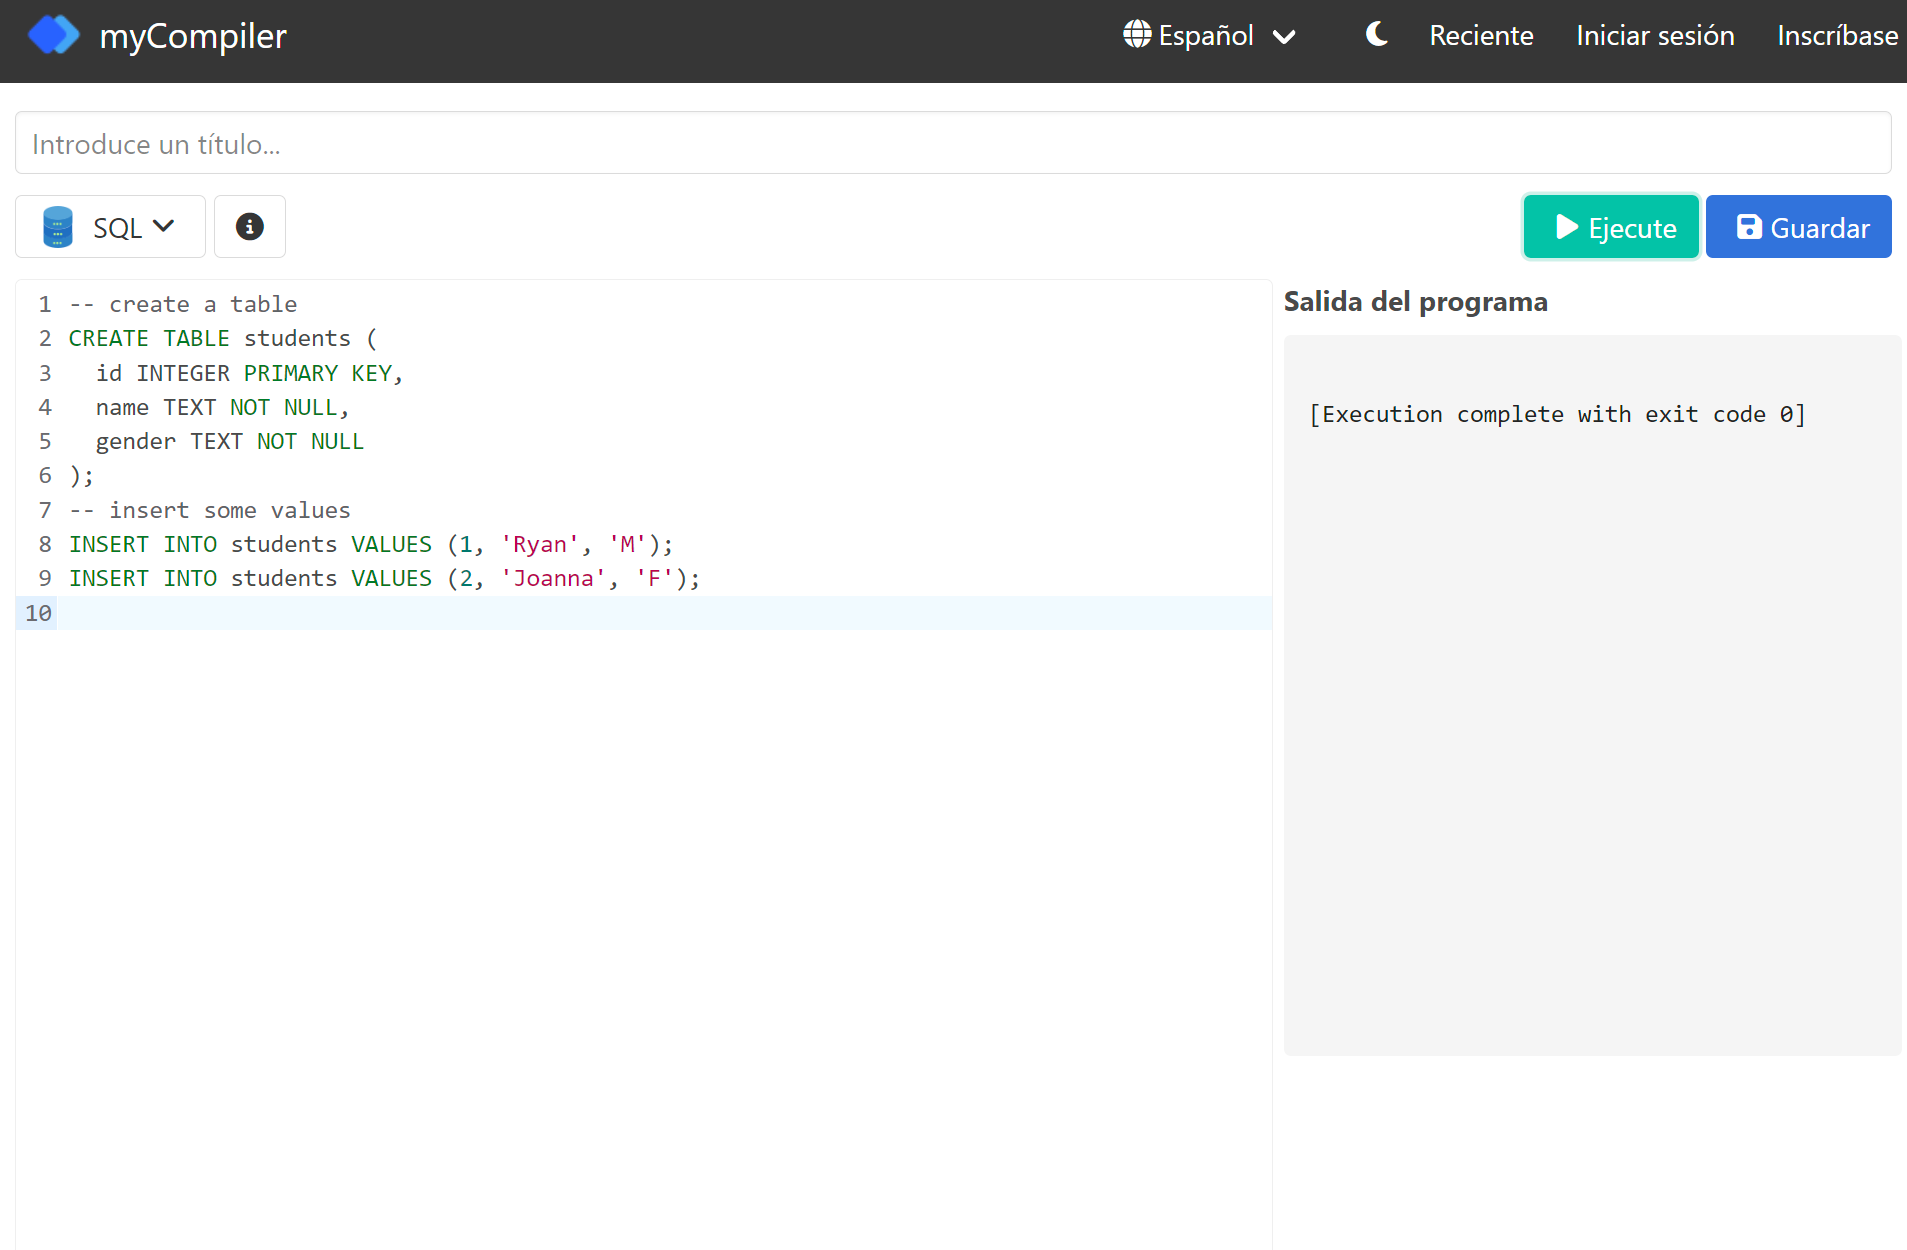 myCompiler
Español
Reciente
Iniciar sesión
Inscríbase
Introduce un título...
SQL
Ejecute
Guardar
1 -- create a table
2 CREATE TABLE students (
3   id INTEGER PRIMARY KEY,
4   name TEXT NOT NULL,
5   gender TEXT NOT NULL
6 );
7 -- insert some values
8 INSERT INTO students VALUES (1, 'Ryan', 'M');
9 INSERT INTO students VALUES (2, 'Joanna', 'F');
10
Salida del programa
[Execution complete with exit code 0]